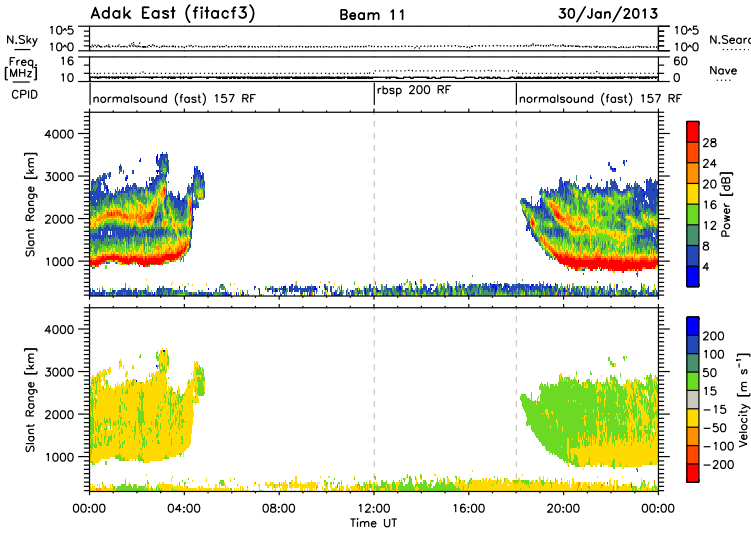 Adak East (fitacf3) Beam 11 30/Jan/2013
N.Sky 10^5 10^0 10^5 10^0 N.Searc
Freq. [MHz] 16 10 60 0 Nave
CPID normalsound (fast) 157 RF rbsp 200 RF normalsound (fast) 157 RF
Slant Range [km]
4000
3000
2000
1000
28
24
20
16
12
8
4
Power [dB]
Slant Range [km]
4000
3000
2000
1000
200
100
50
15
-15
-50
-100
-200
Velocity [m s⁻¹]
00:00 04:00 08:00 12:00 16:00 20:00 00:00
Time UT